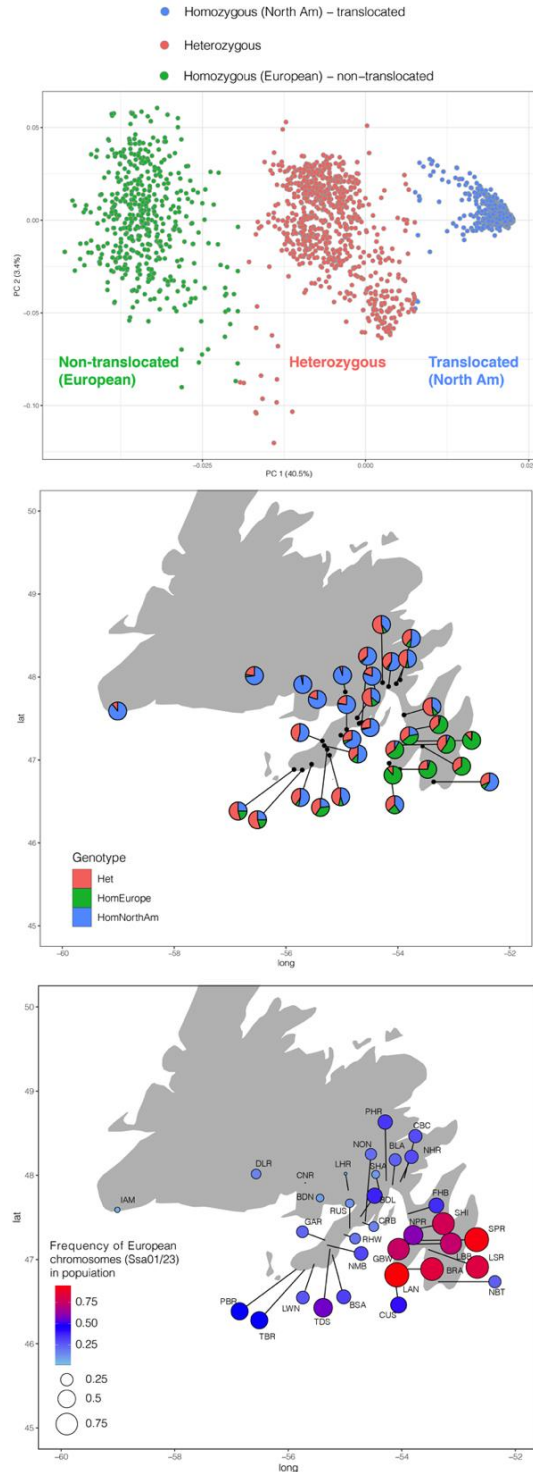 Homozygous (North Am) – translocated
Heterozygous
Homozygous (European) – non-translocated
0.05
0.00
-0.05
-0.10
PC 2 (3.4%)
Non-translocated
(European)
Heterozygous
Translocated
(North Am)
-0.025
0.000
0.02
PC 1 (40.5%)
50
49
48
47
46
45
lat
Genotype
Het
HomEurope
HomNorthAm
-60
-58
-56
-54
-52
long
50
49
48
47
46
45
lat
PHR
CBC
NON
BLA
NHR
DLR
LHR
SHA
CNR
IAM
BDN
BOL
FHB
RUS
SHI
GAR
CRB
NPR
SPR
RHW
GBW
LBR
LSR
NMB
BRA
NBT
LAN
PBR
LWN
BSA
TBR
TDS
CUS
Frequency of European
chromosomes (Ssa01/23)
in population
0.75
0.50
0.25
0.25
0.5
0.75
-60
-58
-56
-54
-52
long